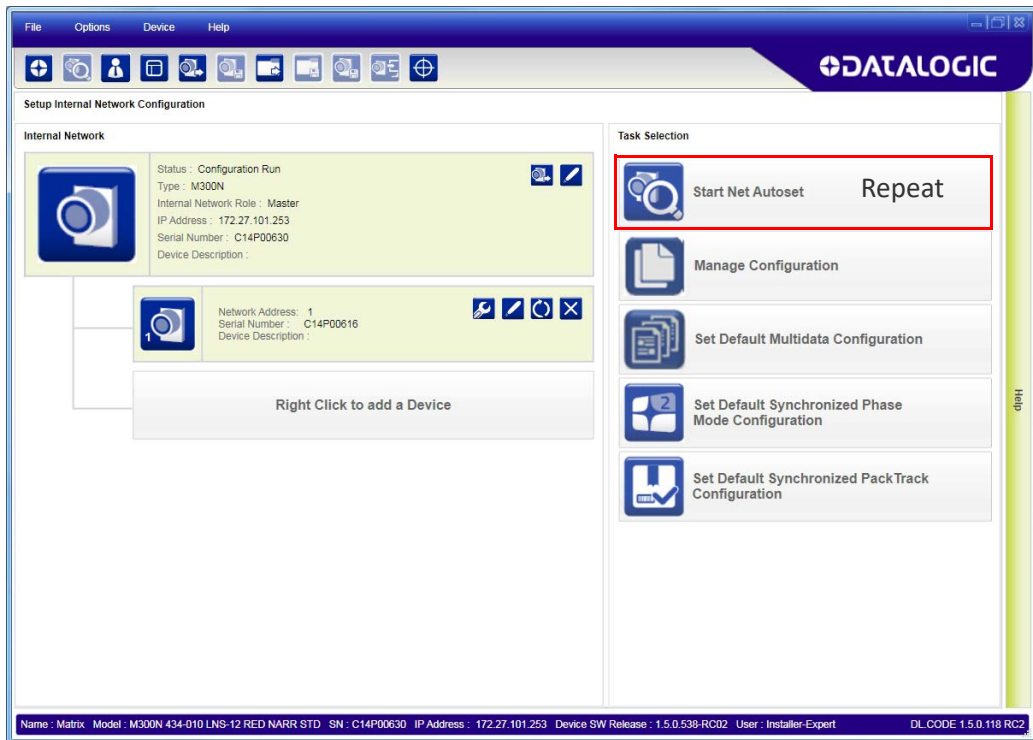 File Options Device Help
DATALOGIC
Setup Internal Network Configuration
Internal Network
Status : Configuration Run
Type : M300N
Internal Network Role : Master
IP Address : 172.27.101.253
Serial Number : C14P00630
Device Description :
1
Network Address: 1
Serial Number : C14P00616
Device Description :
Right Click to add a Device
Task Selection
Start Net Autoset Repeat
Manage Configuration
Set Default Multidata Configuration
2
Set Default Synchronized Phase
Mode Configuration
Set Default Synchronized PackTrack
Configuration
Help
Name : Matrix Model : M300N 434-010 LNS-12 RED NARR STD SN : C14P00630 IP Address : 172.27.101.253 Device SW Release : 1.5.0.538-RC02 User : Installer-Expert DL.CODE 1.5.0.118 RC2